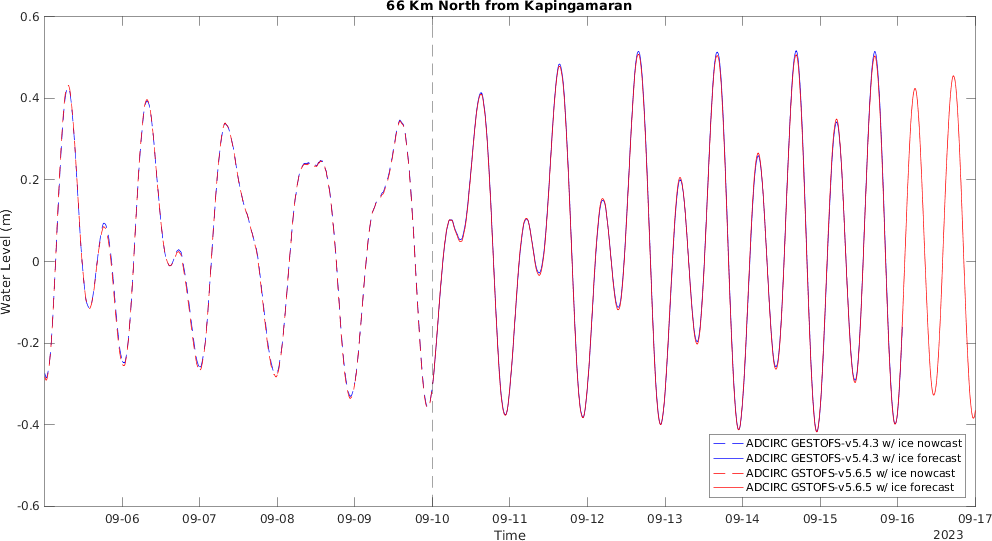 66 Km North from Kapingamaran
0.6
0.4
0.2
0
-0.2
-0.4
-0.6
Water Level (m)
ADCIRC GESTOFS-v5.4.3 w/ ice nowcast
ADCIRC GESTOFS-v5.4.3 w/ ice forecast
ADCIRC GSTOFS-v5.6.5 w/ ice nowcast
ADCIRC GSTOFS-v5.6.5 w/ ice forecast
09-06 09-07 09-08 09-09 09-10 09-11 09-12 09-13 09-14 09-15 09-16 09-17
Time
2023